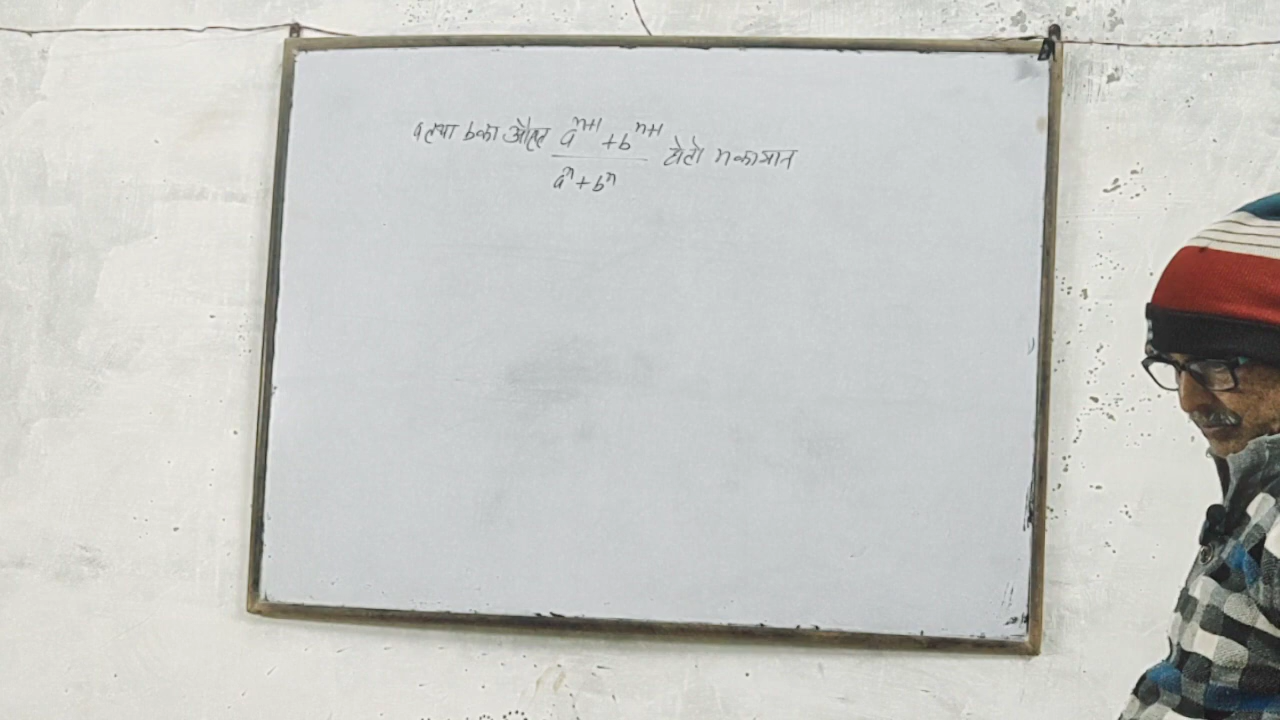 a तथा b का औसत a^{n+1} + b^{n+1} / a^n + b^n हो तो n का मान